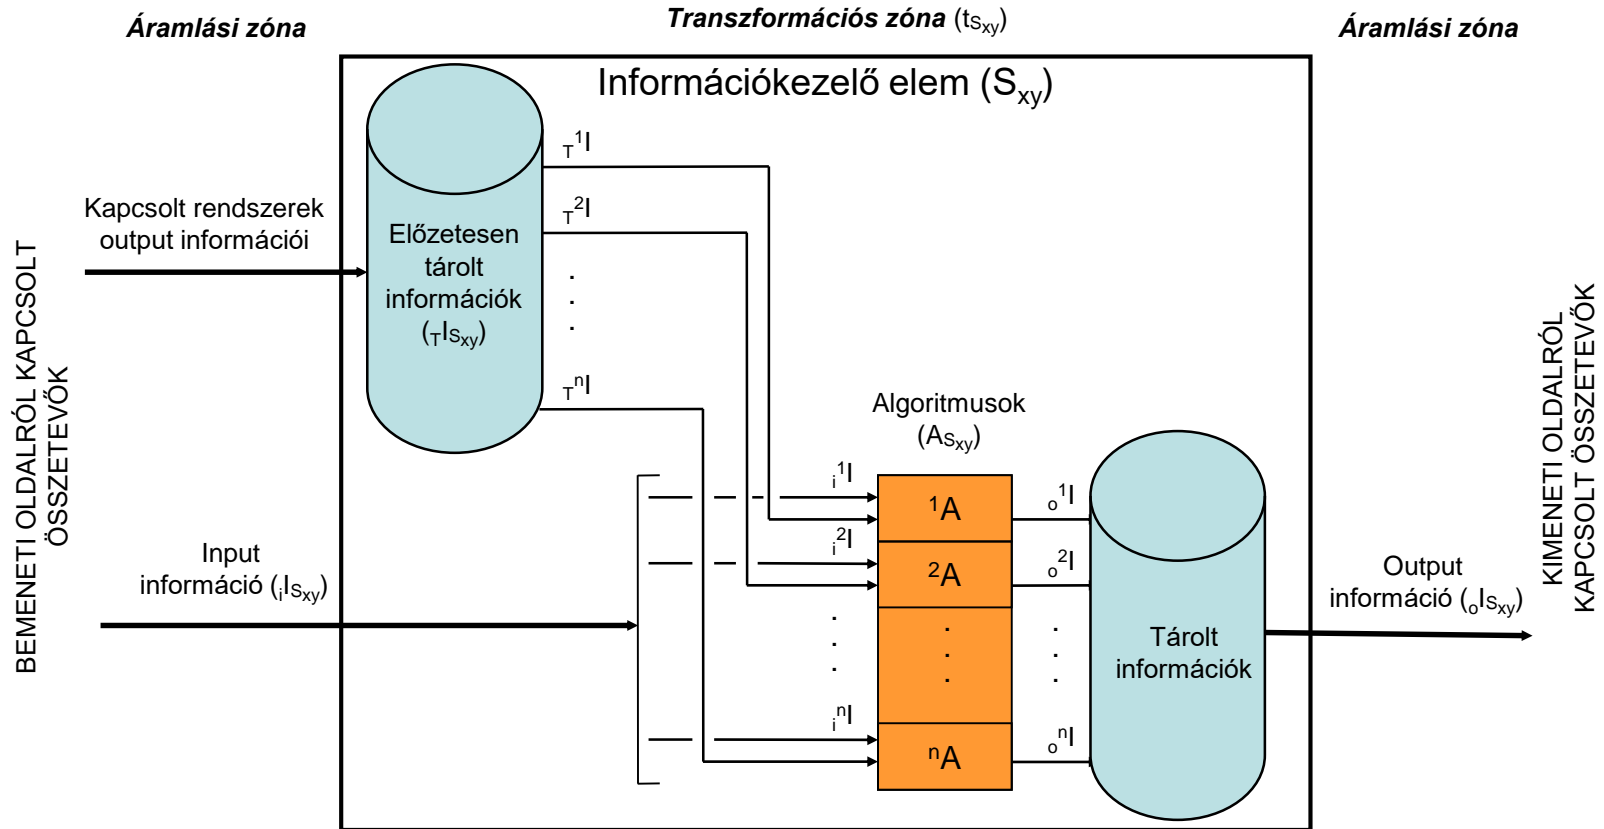 Áramlási zóna
Transzformációs zóna (tSxy)
Áramlási zóna
Információkezelő elem (Sxy)
BEMENETI OLDALRÓL KAPCSOLT
ÖSSZETEVŐK
Kapcsolt rendszerek
output információi
Előzetesen
tárolt
információk
(TISxy)
T1I
T2I
.
.
.
TnI
Input
információ (iISxy)
Algoritmusok
(ASxy)
i1I
i2I
.
.
.
inI
1A
2A
.
.
.
.
.
.
nA
o1I
o2I
.
.
.
onI
Tárolt
információk
Output
információ (oISxy)
KIMENETI OLDALRÓL
KAPCSOLT ÖSSZETEVŐK